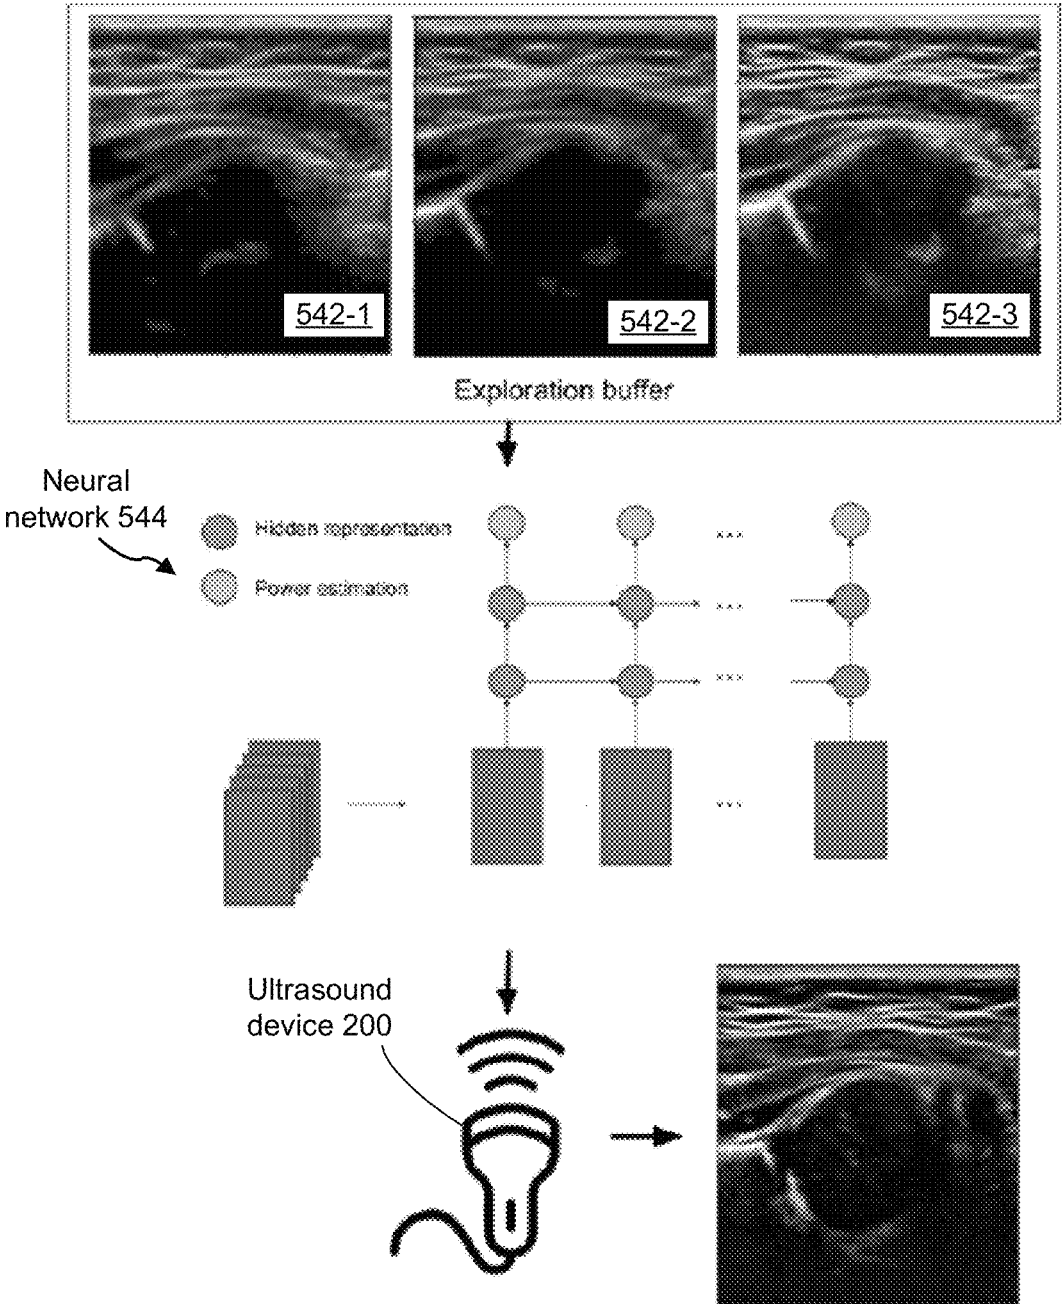 542-1
542-2
542-3
Exploration buffer
Neural
network 544
Hidden representation
Power estimation
...
...
...
...
Ultrasound
device 200